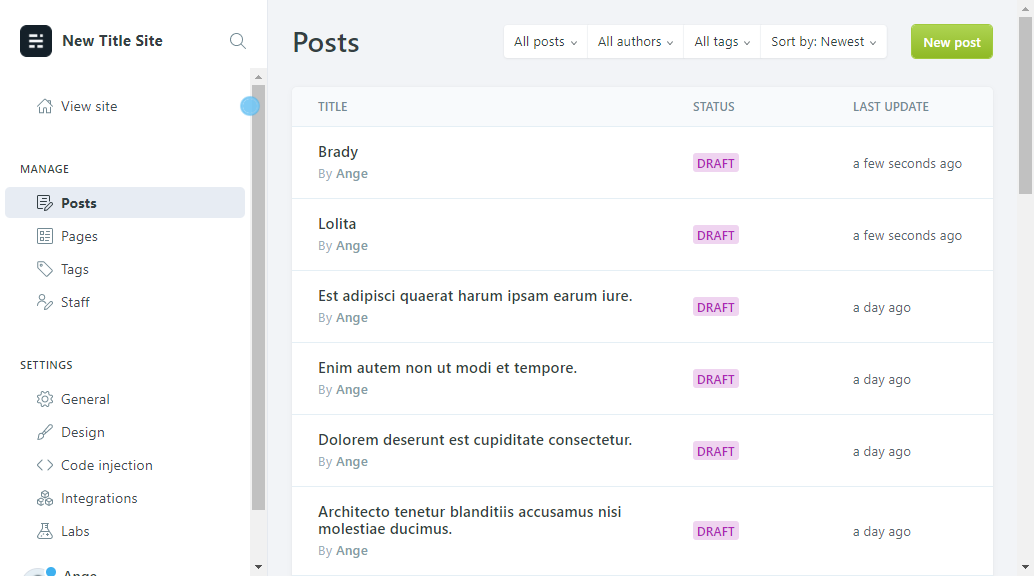 New Title Site
View site
MANAGE
Posts
Pages
Tags
Staff
SETTINGS
General
Design
Code injection
Integrations
Labs
Ange
Posts
All posts
All authors
All tags
Sort by: Newest
New post
TITLE STATUS LAST UPDATE
Brady
By Ange
DRAFT
a few seconds ago
Lolita
By Ange
DRAFT
a few seconds ago
Est adipisci quaerat harum ipsam earum iure.
By Ange
DRAFT
a day ago
Enim autem non ut modi et tempore.
By Ange
DRAFT
a day ago
Dolorem deserunt est cupiditate consectetur.
By Ange
DRAFT
a day ago
Architecto tenetur blanditiis accusamus nisi
molestiae ducimus.
By Ange
DRAFT
a day ago